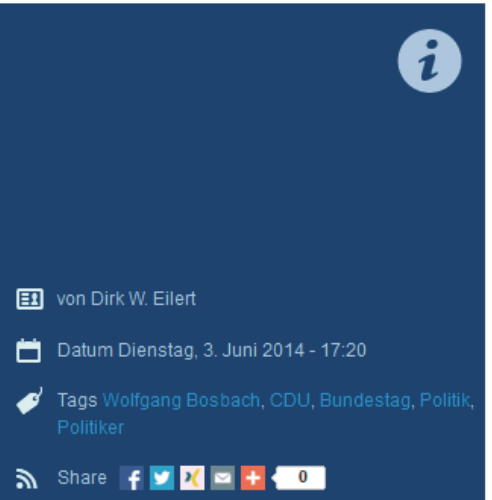 i
von Dirk W. Eilert
Datum Dienstag, 3. Juni 2014 - 17:20
Tags Wolfgang Bosbach, CDU, Bundestag, Politik,
Politiker
Share f 0